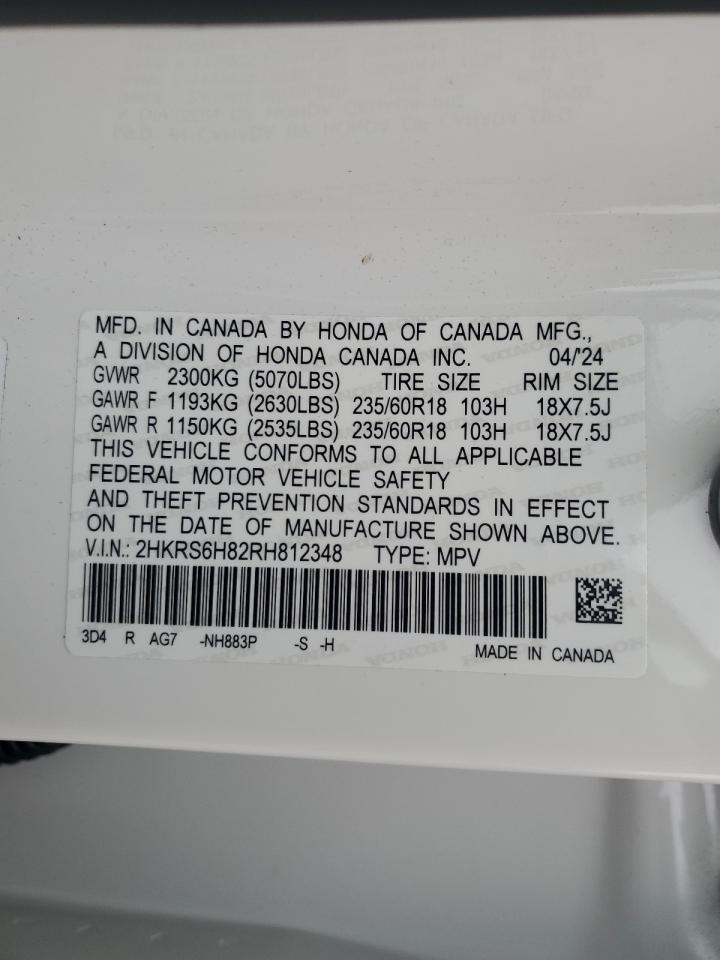 MFD. IN CANADA BY HONDA OF CANADA MFG.,
A DIVISION OF HONDA CANADA INC. 04/'24
GVWR 2300KG (5070LBS) TIRE SIZE RIM SIZE
GAWR F 1193KG (2630LBS) 235/60R18 103H 18X7.5J
GAWR R 1150KG (2535LBS) 235/60R18 103H 18X7.5J
THIS VEHICLE CONFORMS TO ALL APPLICABLE
FEDERAL MOTOR VEHICLE SAFETY
AND THEFT PREVENTION STANDARDS IN EFFECT
ON THE DATE OF MANUFACTURE SHOWN ABOVE.
V.I.N.: 2HKRS6H82RH812348 TYPE: MPV
3D4 R AG7 -NH883P -S -H
MADE IN CANADA